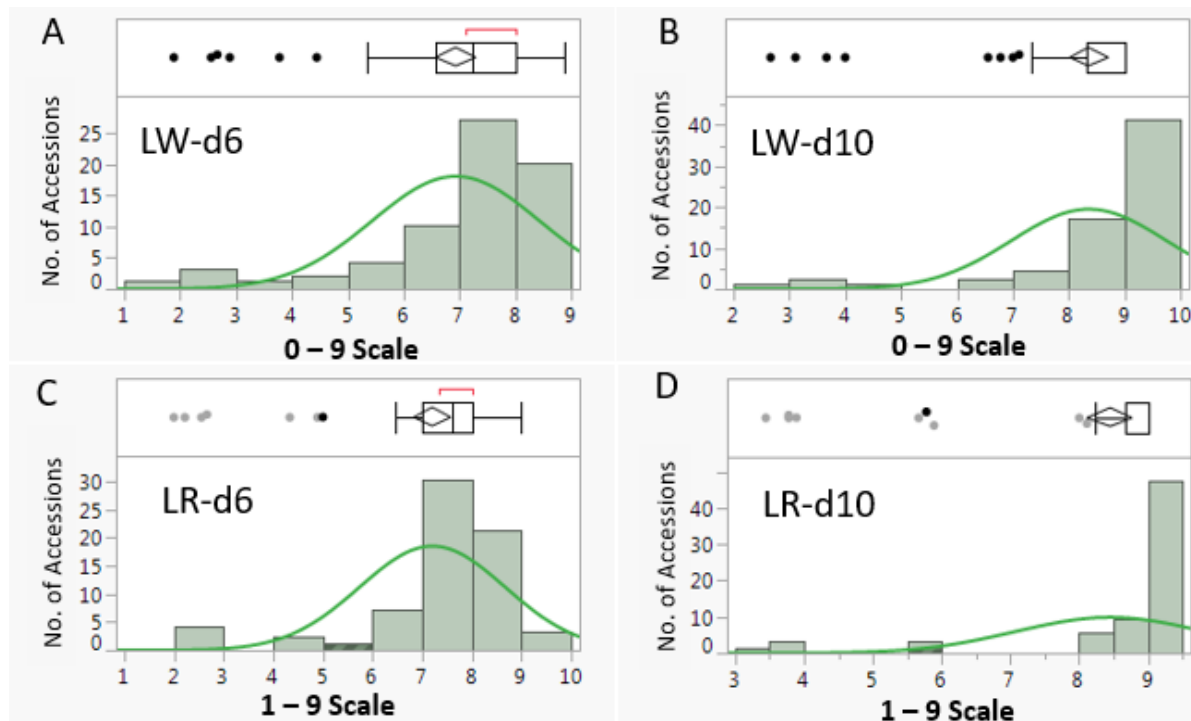 A
No. of Accessions
LW-d6
25
20
15
10
5
0
1 2 3 4 5 6 7 8 9
0 – 9 Scale
B
No. of Accessions
LW-d10
40
30
20
10
0
2 3 4 5 6 7 8 9 10
0 – 9 Scale
C
No. of Accessions
LR-d6
30
25
20
15
10
5
0
1 2 3 4 5 6 7 8 9 10
1 – 9 Scale
D
No. of Accessions
LR-d10
40
30
20
10
0
3 4 5 6 7 8 9
1 – 9 Scale